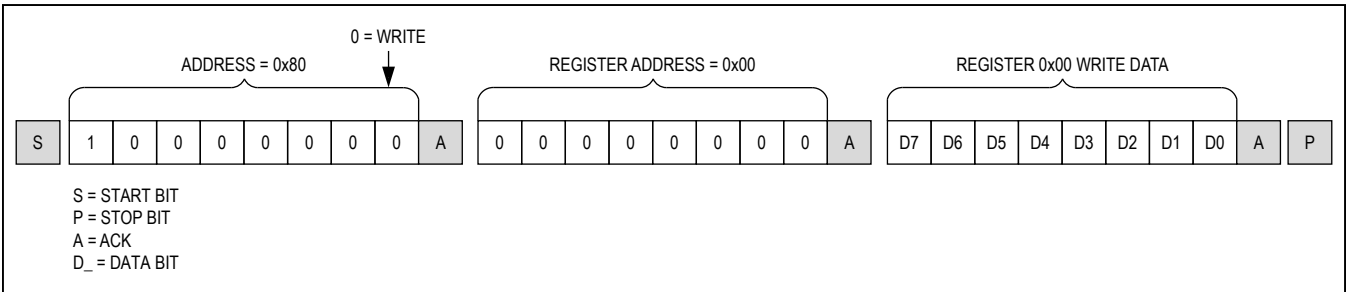 0 = WRITE
ADDRESS = 0x80
REGISTER ADDRESS = 0x00
REGISTER 0x00 WRITE DATA
S 1 0 0 0 0 0 0 0 A 0 0 0 0 0 0 0 0 A D7 D6 D5 D4 D3 D2 D1 D0 A P
S = START BIT
P = STOP BIT
A = ACK
D_ = DATA BIT